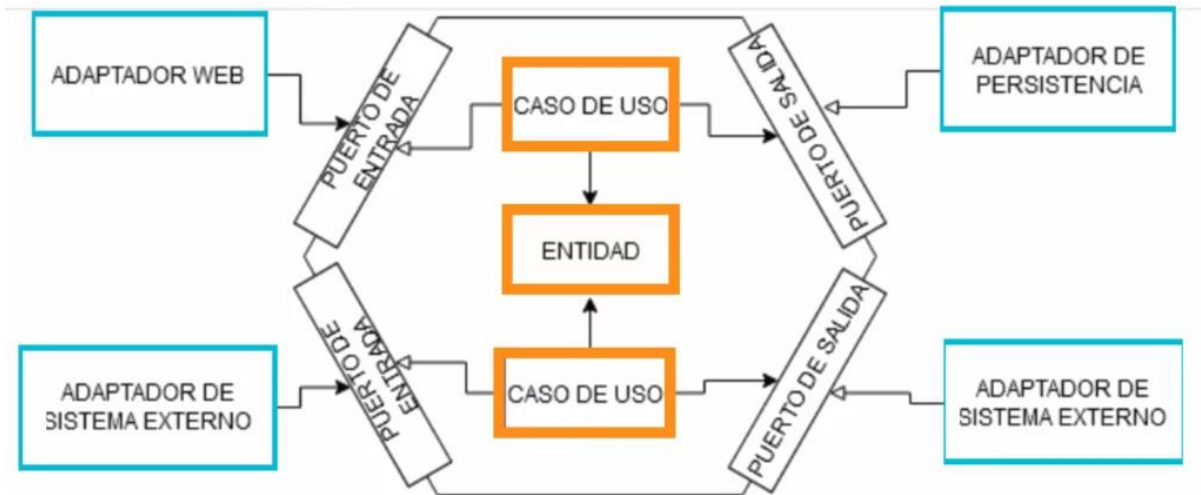 ADAPTADOR WEB
PUERTO DE
ENTRADA
CASO DE USO
PUERTO DE SALIDA
ADAPTADOR DE
PERSISTENCIA
ENTIDAD
ADAPTADOR DE
SISTEMA EXTERNO
PUERTO DE
ENTRADA
CASO DE USO
PUERTO DE SALIDA
ADAPTADOR DE
SISTEMA EXTERNO